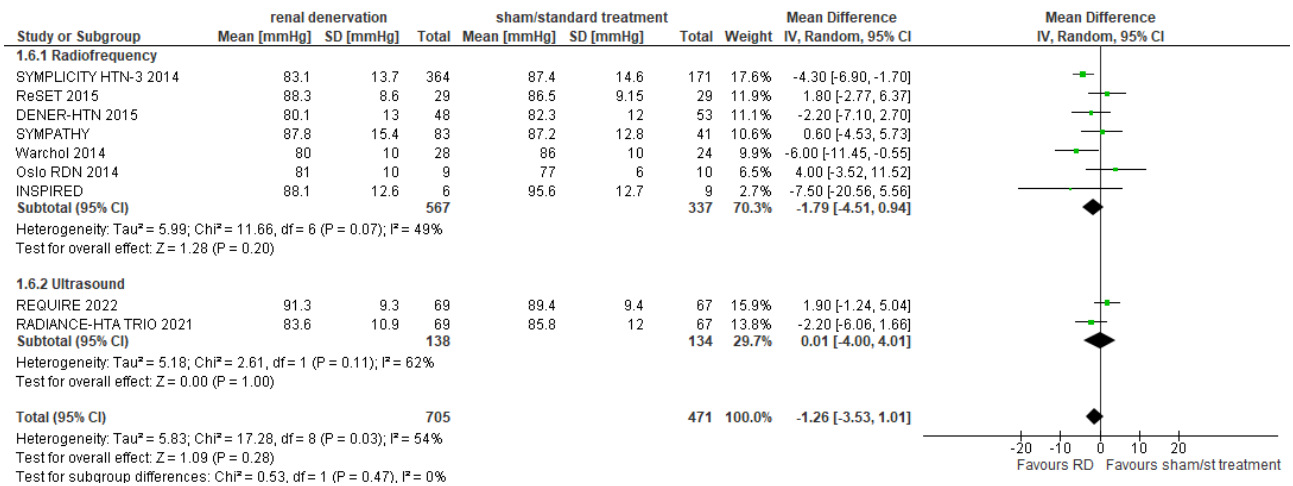 renal denervation sham/standard treatment Mean Difference Mean Difference
Study or Subgroup Mean [mmHg] SD [mmHg] Total Mean [mmHg] SD [mmHg] Total Weight IV, Random, 95% CI IV, Random, 95% CI
1.6.1 Radiofrequency
SYMPLICITY HTN-3 2014 83.1 13.7 364 87.4 14.6 171 17.6% -4.30 [-6.90, -1.70]
ReSET 2015 88.3 8.6 29 86.5 9.15 29 11.9% 1.80 [-2.77, 6.37]
DENER-HTN 2015 80.1 13 48 82.3 12 53 11.1% -2.20 [-7.10, 2.70]
SYMPATHY 87.8 15.4 83 87.2 12.8 41 10.6% 0.60 [-4.53, 5.73]
Warchol 2014 80 10 28 86 10 24 9.9% -6.00 [-11.45, -0.55]
Oslo RDN 2014 81 10 9 77 6 10 6.5% 4.00 [-3.52, 11.52]
INSPIRED 88.1 12.6 6 95.6 12.7 9 2.7% -7.50 [-20.56, 5.56]
Subtotal (95% CI) 567 337 70.3% -1.79 [-4.51, 0.94]
Heterogeneity: Tau² = 5.99; Chi² = 11.66, df = 6 (P = 0.07); I² = 49%
Test for overall effect: Z = 1.28 (P = 0.20)
1.6.2 Ultrasound
REQUIRE 2022 91.3 9.3 69 89.4 9.4 67 15.9% 1.90 [-1.24, 5.04]
RADIANCE-HTA TRIO 2021 83.6 10.9 69 85.8 12 67 13.8% -2.20 [-6.06, 1.66]
Subtotal (95% CI) 138 134 29.7% 0.01 [-4.00, 4.01]
Heterogeneity: Tau² = 5.18; Chi² = 2.61, df = 1 (P = 0.11); I² = 62%
Test for overall effect: Z = 0.00 (P = 1.00)
Total (95% CI) 705 471 100.0% -1.26 [-3.53, 1.01]
Heterogeneity: Tau² = 5.83; Chi² = 17.28, df = 8 (P = 0.03); I² = 54%
Test for overall effect: Z = 1.09 (P = 0.28)
Test for subgroup differences: Chi² = 0.53, df = 1 (P = 0.47), I² = 0%
-20 -10 0 10 20
Favours RD Favours sham/st treatment